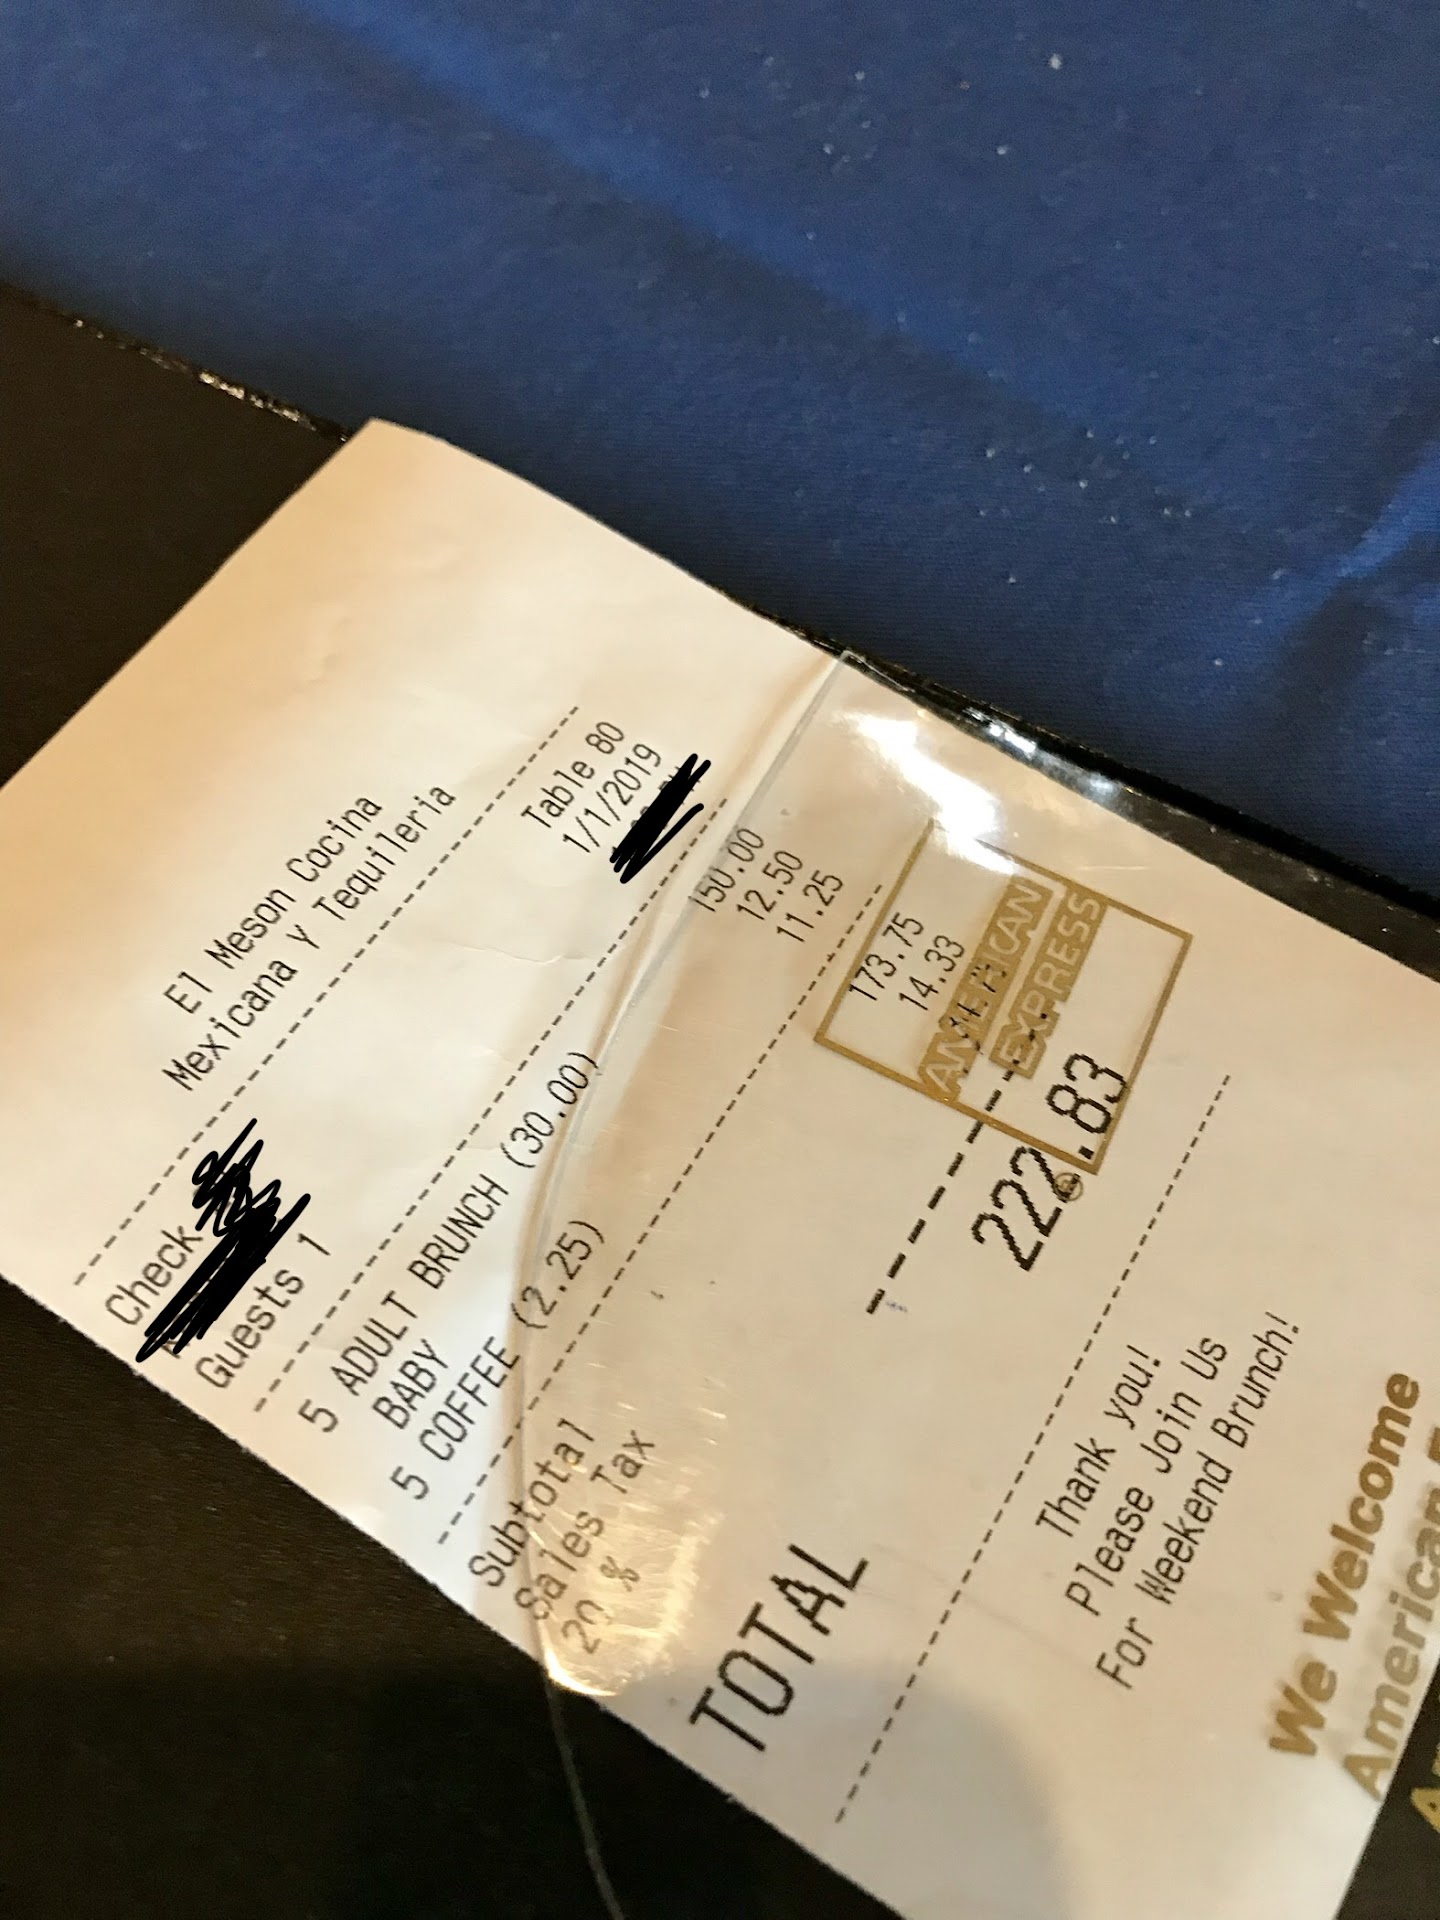 El Meson Cocina
Mexicana Y Tequileria
Table 80
Check
1/1/2019
Guests 1
5 ADULT BRUNCH (30.00) 150.00
BABY 12.50
5 COFFEE (2.25) 11.25
Subtotal 173.75
Sales Tax 14.33
20 % 34.75
TOTAL 222.83
Thank you!
Please Join Us
For Weekend Brunch!
AMERICAN
EXPRESS
®
We Welcome
American